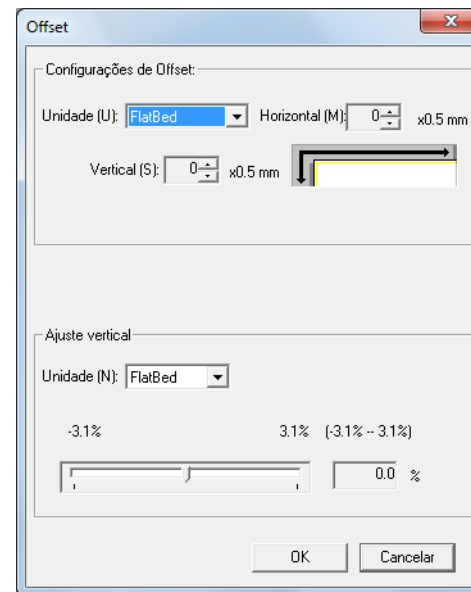 Offset
Configurações de Offset:
Unidade (U): FlatBed Horizontal (M): 0 x0.5 mm
Vertical (S): 0 x0.5 mm
Ajuste vertical
Unidade (N): FlatBed
-3.1% 3.1% (-3.1% -- 3.1%)
0.0 %
OK Cancelar